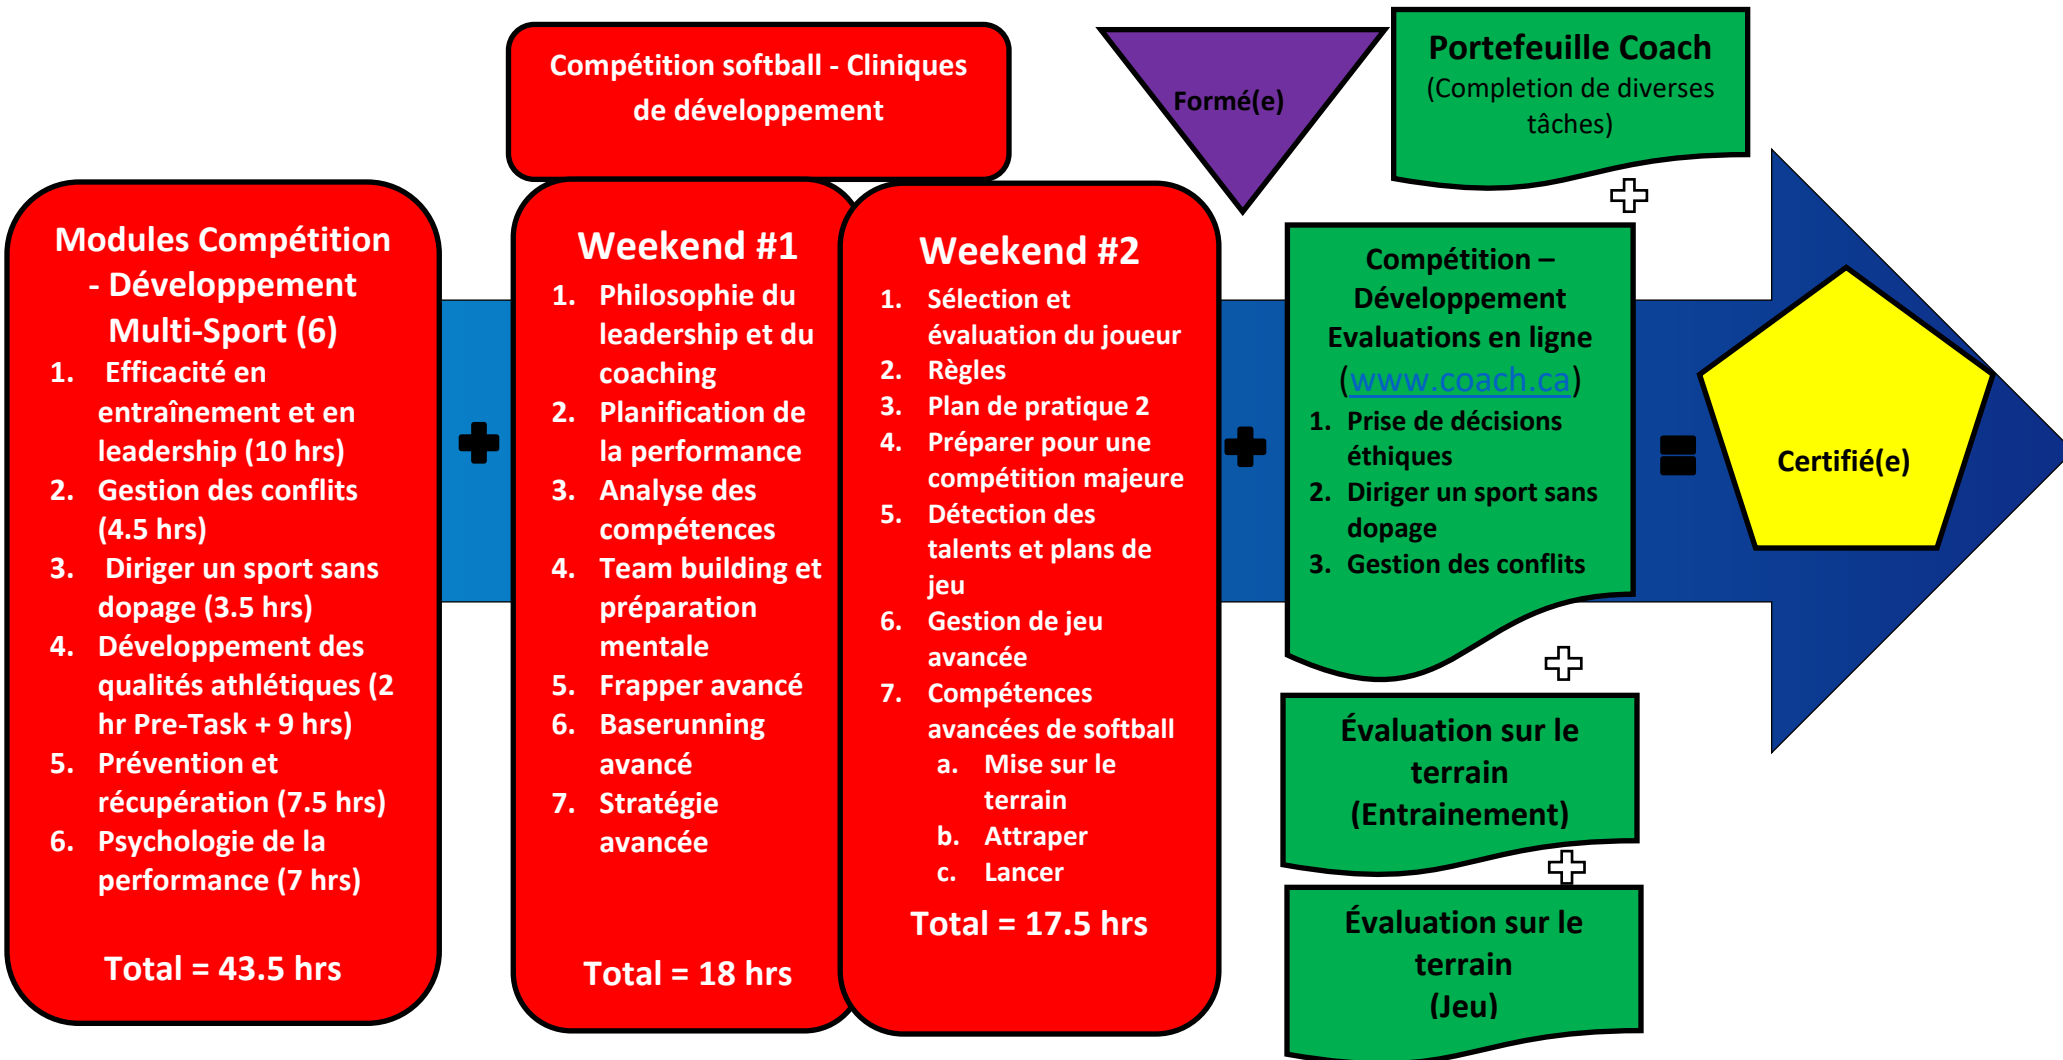 Compétition softball - Cliniques
de développement
Formé(e)
Portefeuille Coach
(Completion de diverses
tâches)
Modules Compétition
- Développement
Multi-Sport (6)
1. Efficacité en
entraînement et en
leadership (10 hrs)
2. Gestion des conflits
(4.5 hrs)
3. Diriger un sport sans
dopage (3.5 hrs)
4. Développement des
qualités athlétiques (2
hr Pre-Task + 9 hrs)
5. Prévention et
récupération (7.5 hrs)
6. Psychologie de la
performance (7 hrs)
Total = 43.5 hrs
Weekend #1
1. Philosophie du
leadership et du
coaching
2. Planification de
la performance
3. Analyse des
compétences
4. Team building et
préparation
mentale
5. Frapper avancé
6. Baserunning
avancé
7. Stratégie
avancée
Total = 18 hrs
Weekend #2
1. Sélection et
évaluation du joueur
2. Règles
3. Plan de pratique 2
4. Préparer pour une
compétition majeure
5. Détection des
talents et plans de
jeu
6. Gestion de jeu
avancée
7. Compétences
avancées de softball
a. Mise sur le
terrain
b. Attraper
c. Lancer
Total = 17.5 hrs
Compétition –
Développement
Evaluations en ligne
(www.coach.ca)
1. Prise de décisions
éthiques
2. Diriger un sport sans
dopage
3. Gestion des conflits
Évaluation sur le
terrain
(Entrainement)
Évaluation sur le
terrain
(Jeu)
Certifié(e)